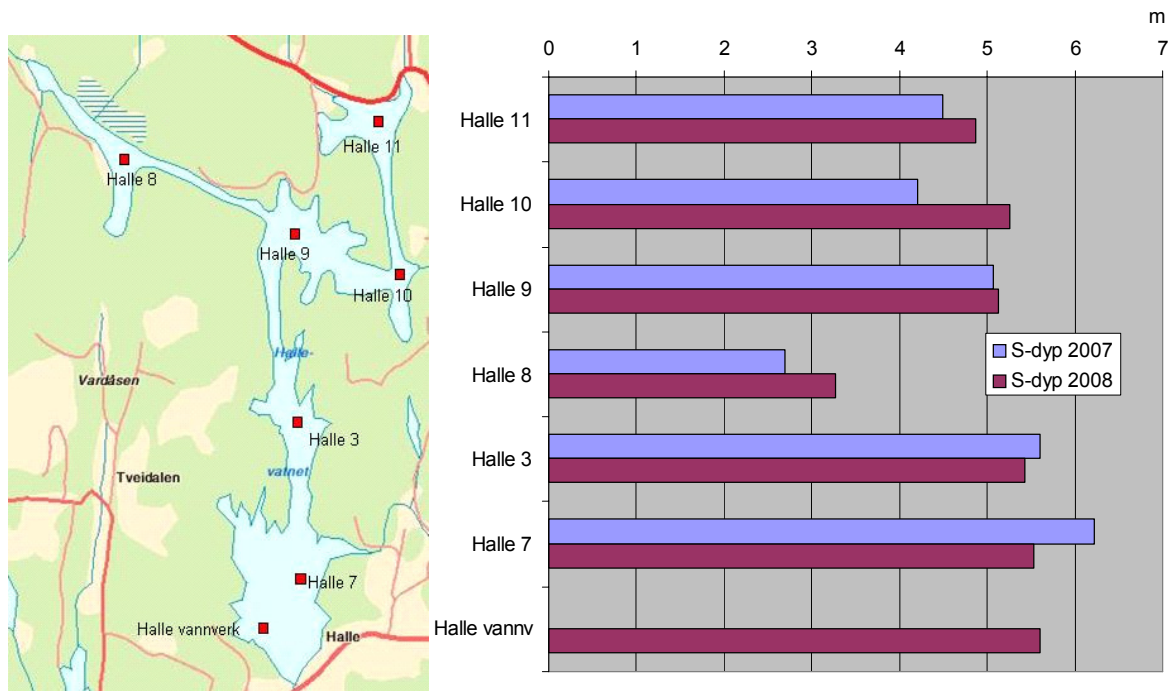 Halle 11
Halle 8
Halle 9
Halle 10
Halle-
Vardåsen
Halle 3
vatnet
Tveidalen
Halle 7
Halle vannverk
Halle
m
0 1 2 3 4 5 6 7
Halle 11
Halle 10
Halle 9
Halle 8
Halle 3
Halle 7
Halle vannv
S-dyp 2007
S-dyp 2008